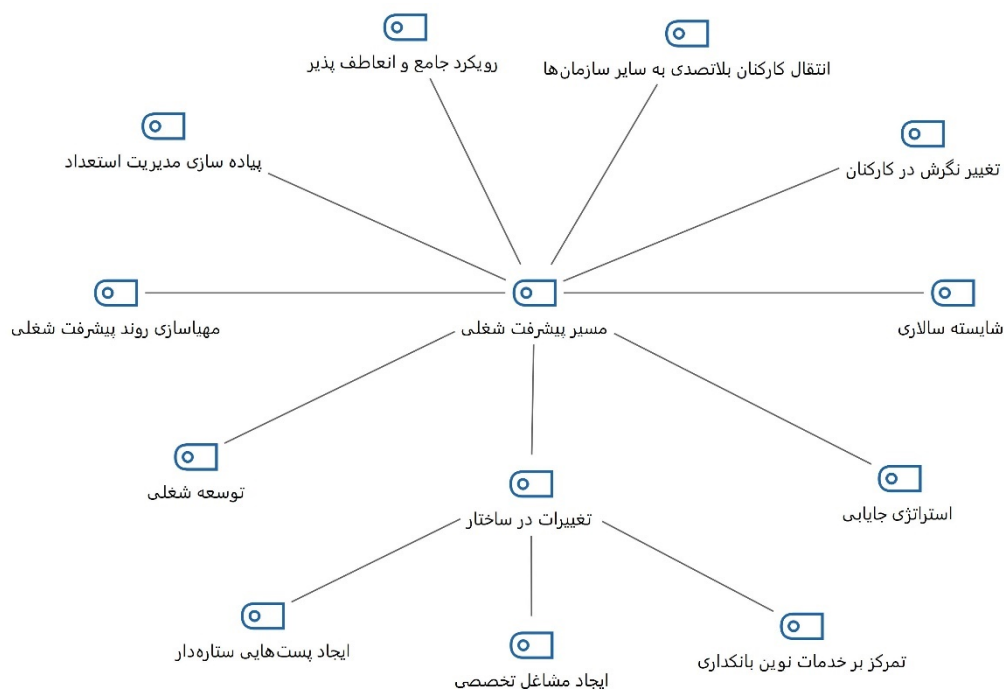 رویکرد جامع و انعاطف پذیر
انتقال کارکنان بلاتصدی به سایر سازمان‌ها
پیاده سازی مدیریت استعداد
تغییر نگرش در کارکنان
مهیاسازی روند پیشرفت شغلی
مسیر پیشرفت شغلی
شایسته سالاری
توسعه شغلی
تغییرات در ساختار
استراتژی جایابی
ایجاد پست‌هایی ستاره‌دار
ایجاد مشاغل تخصصی
تمرکز بر خدمات نوین بانکداری